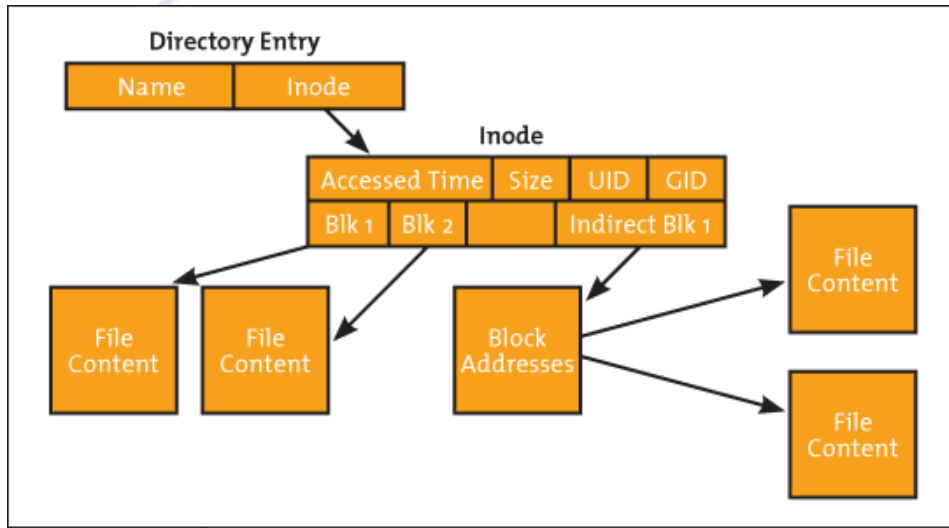 Directory Entry
Name Inode
Inode
Accessed Time Size UID GID
Blk 1 Blk 2 Indirect Blk 1
File
Content
File
Content
Block
Addresses
File
Content
File
Content